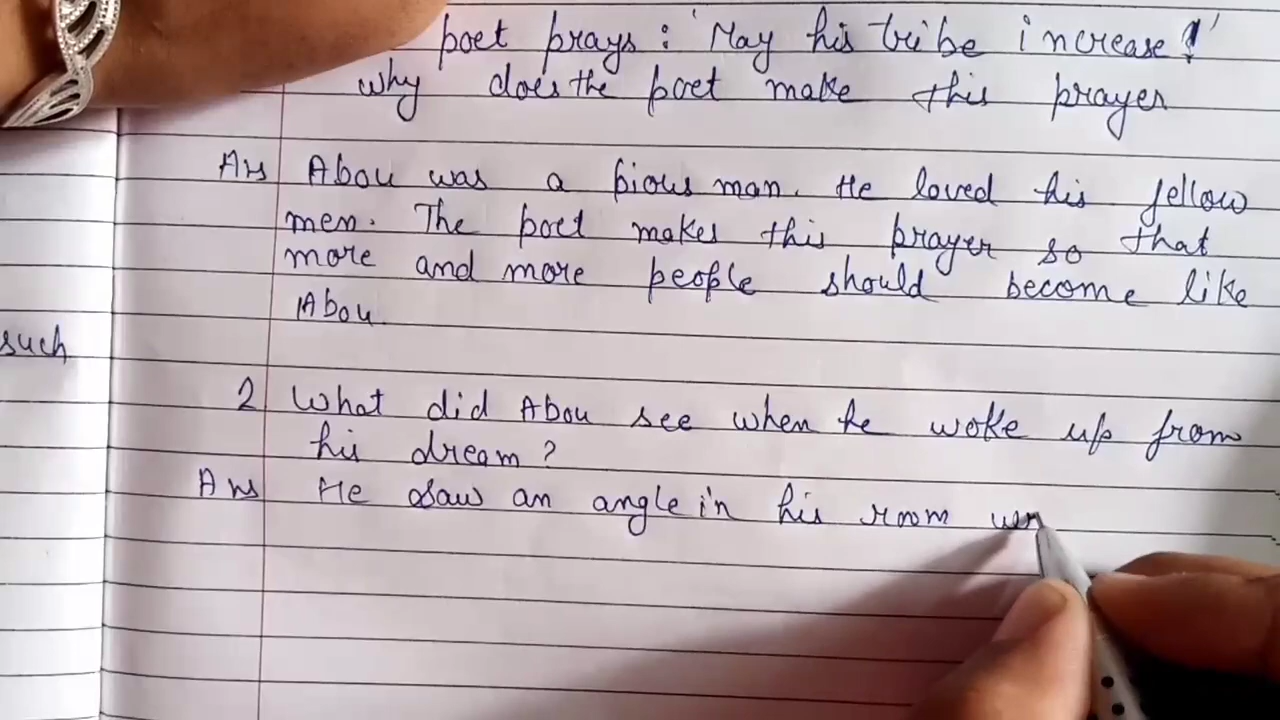 poet prays: 'May his tribe increase!'
why does the poet make this prayer
Ans Abou was a pious man. He loved his fellow
men. The poet makes this prayer so that
more and more people should become like
Abou.
such
2 What did Abou see when he woke up from
his dream?
Ans He saw an angle in his room